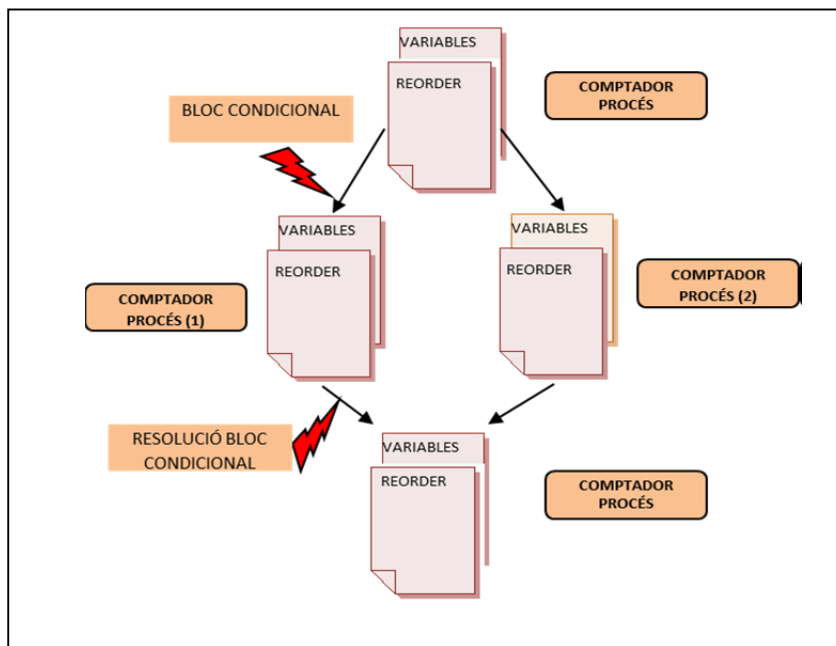 VARIABLES
REORDER
COMPTADOR
PROCÉS
BLOC CONDICIONAL
VARIABLES
REORDER
VARIABLES
REORDER
COMPTADOR
PROCÉS (1)
COMPTADOR
PROCÉS (2)
RESOLUCIÓ BLOC
CONDICIONAL
VARIABLES
REORDER
COMPTADOR
PROCÉS